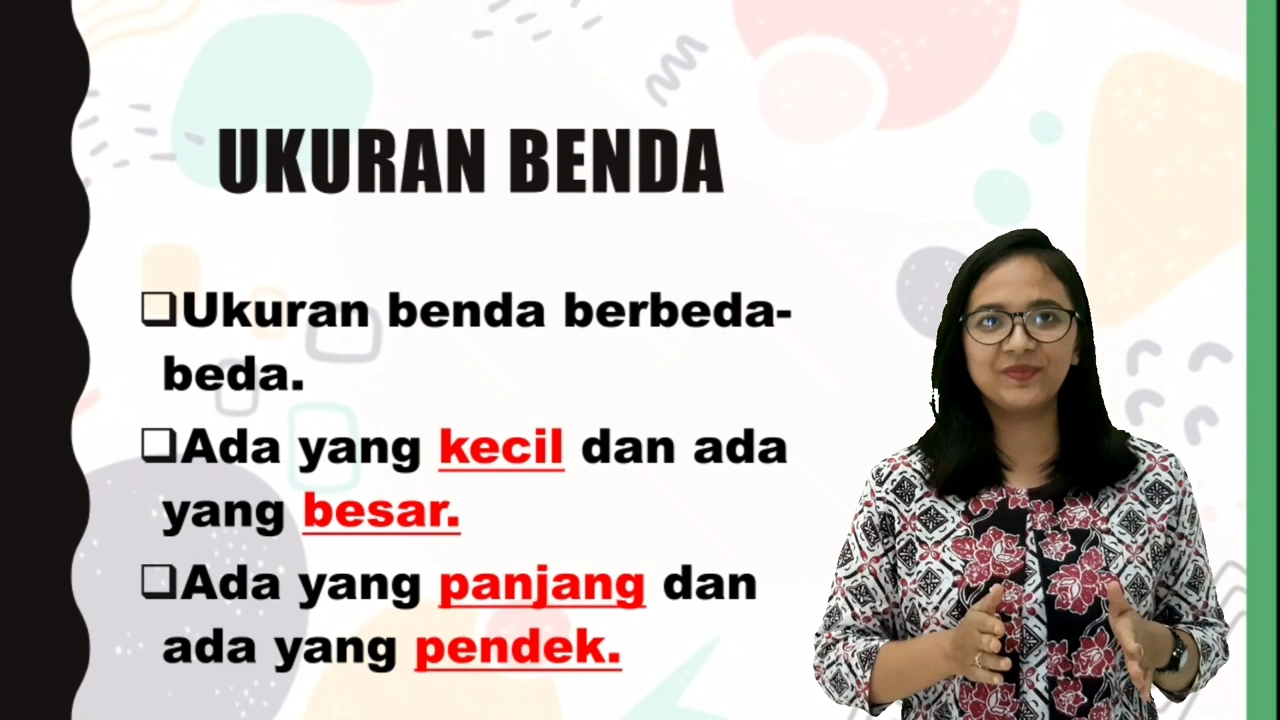 UKURAN BENDA
❑Ukuran benda berbeda-
beda.
❑Ada yang kecil dan ada
yang besar.
❑Ada yang panjang dan
ada yang pendek.